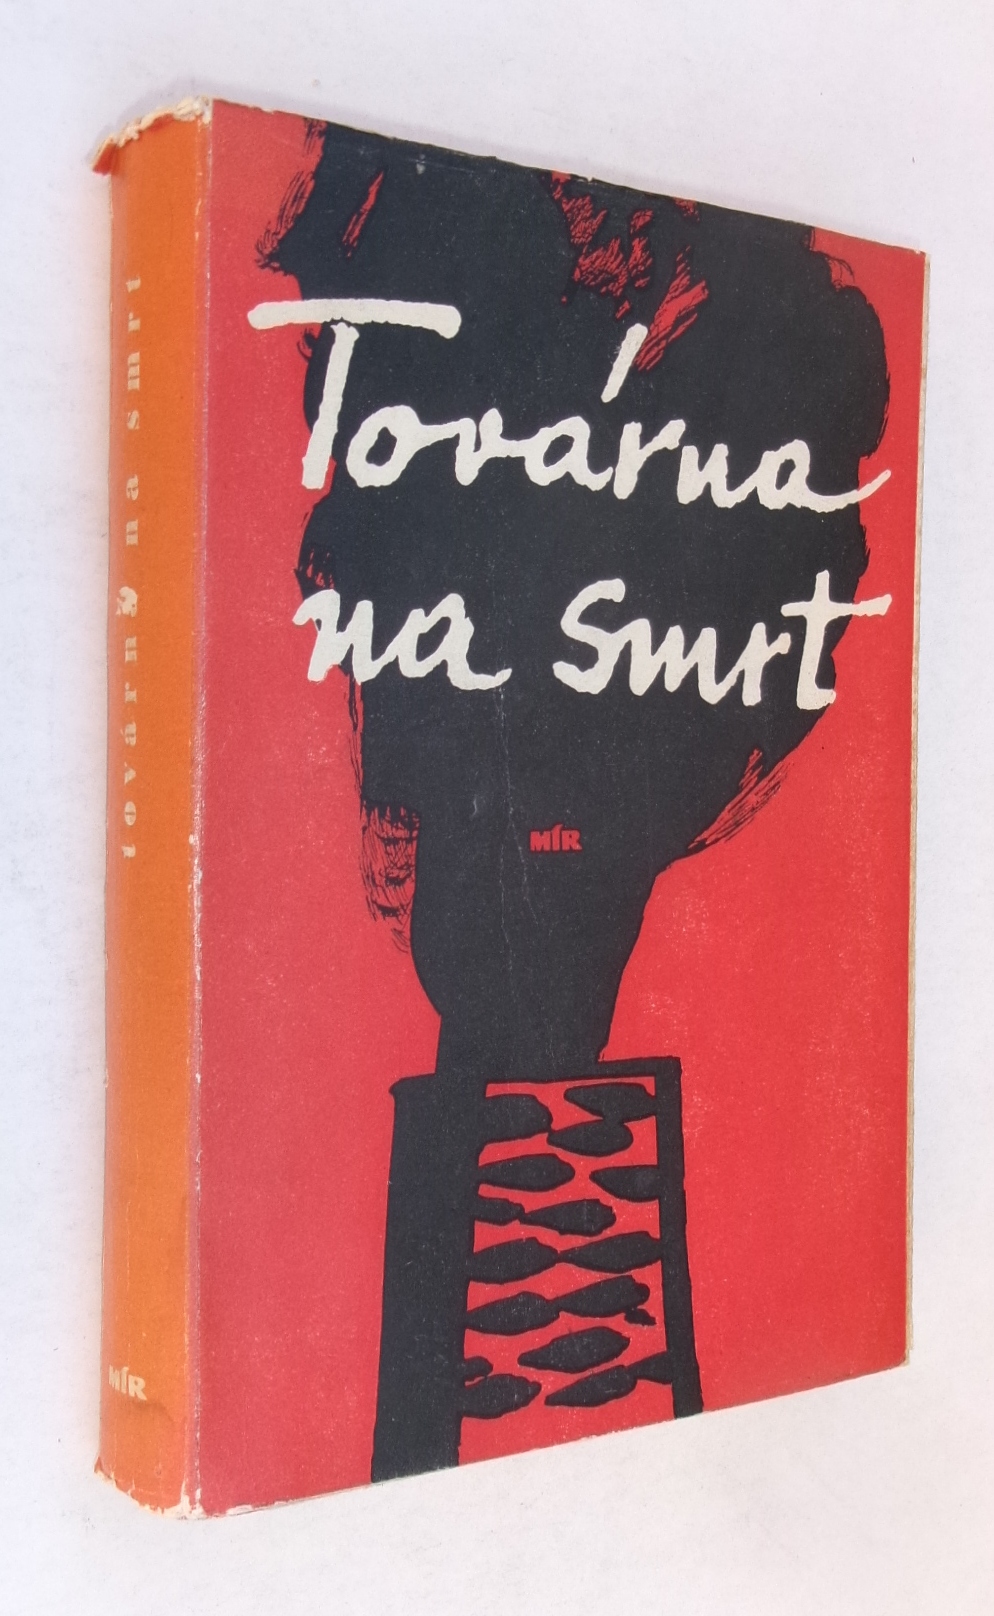 Továrna
na smrt
MÍR
továrna na smrt
MÍR